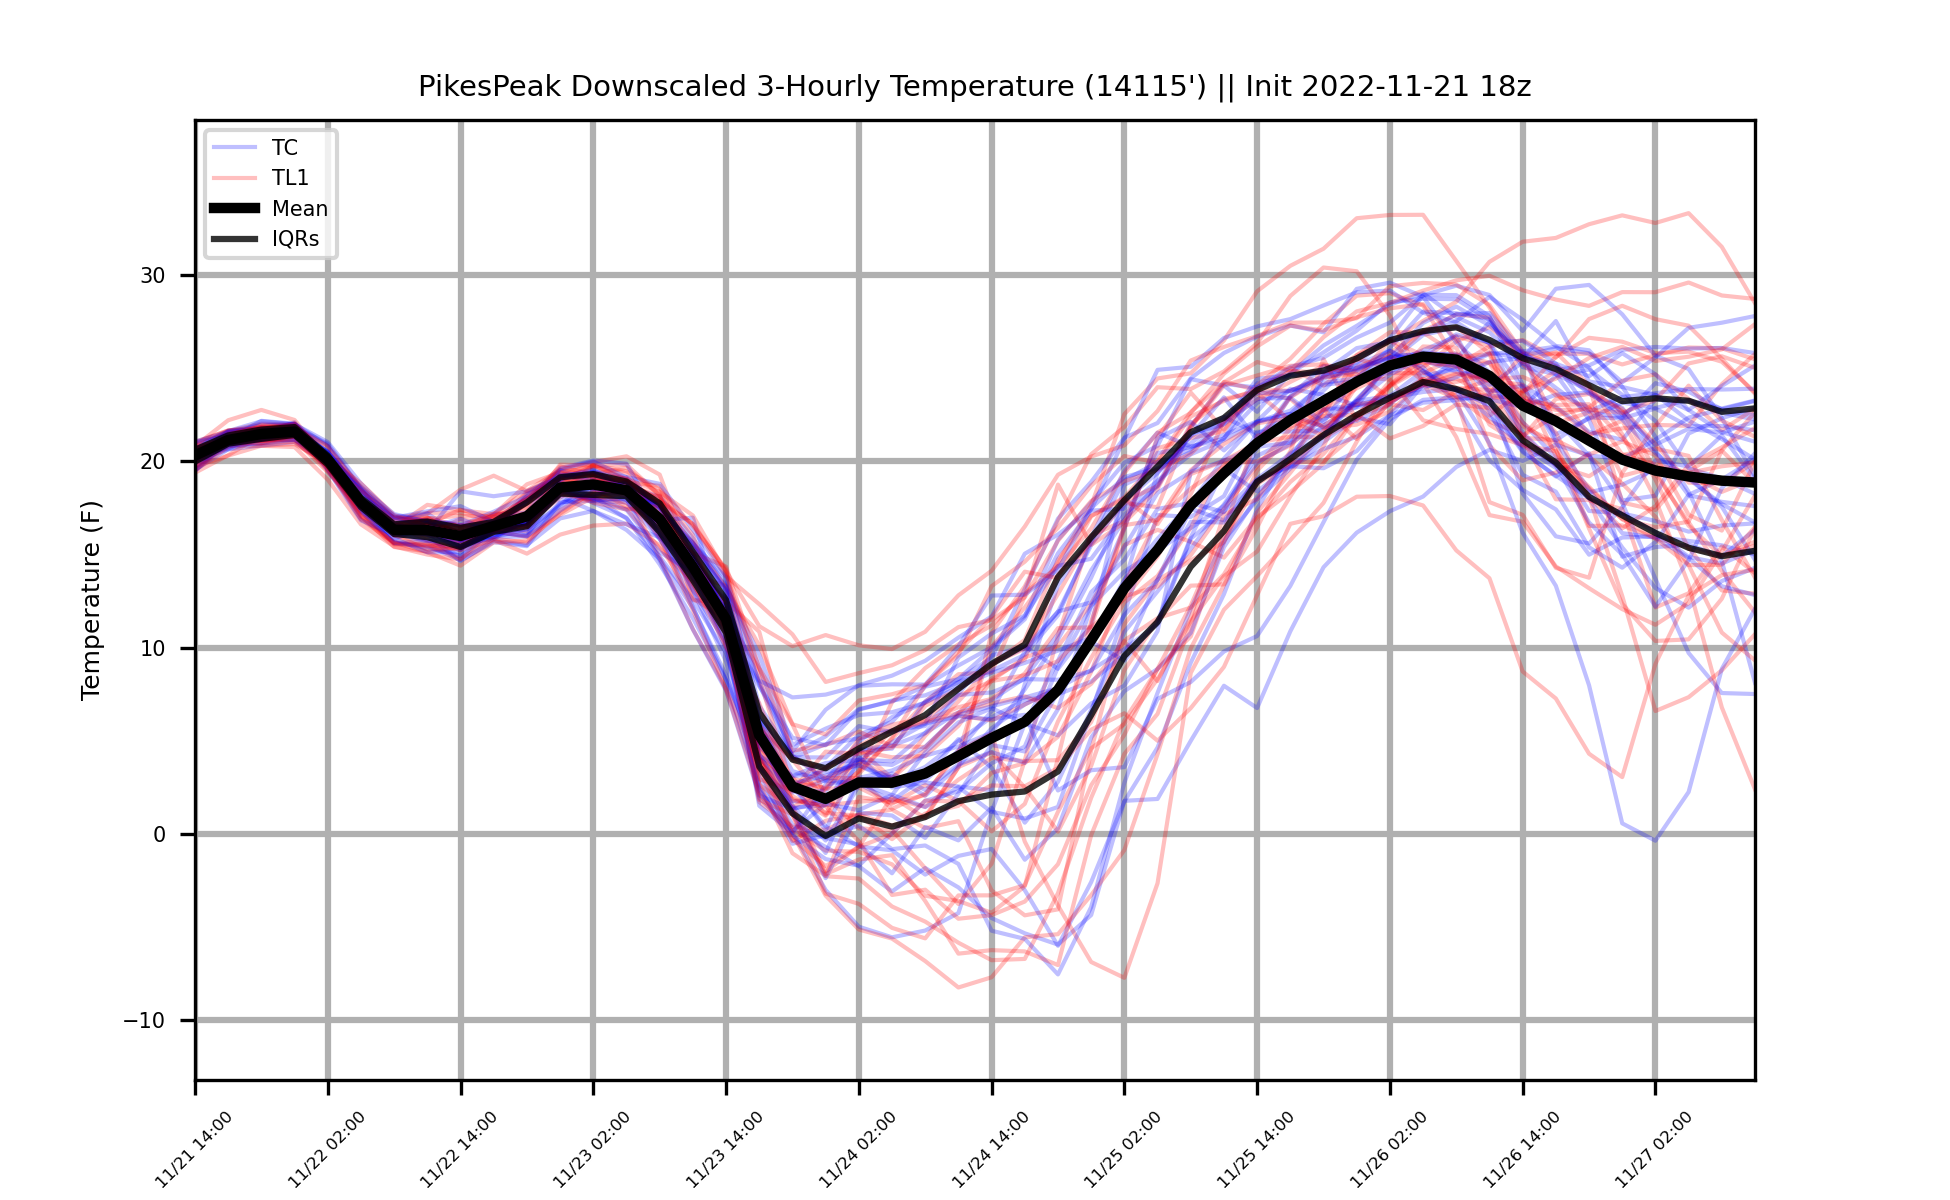 PikesPeak Downscaled 3-Hourly Temperature (14115') || Init 2022-11-21 18z
TC
TL1
Mean
IQRs
Temperature (F)
30
20
10
0
−10
11/21 14:00
11/22 02:00
11/22 14:00
11/23 02:00
11/23 14:00
11/24 02:00
11/24 14:00
11/25 02:00
11/25 14:00
11/26 02:00
11/26 14:00
11/27 02:00